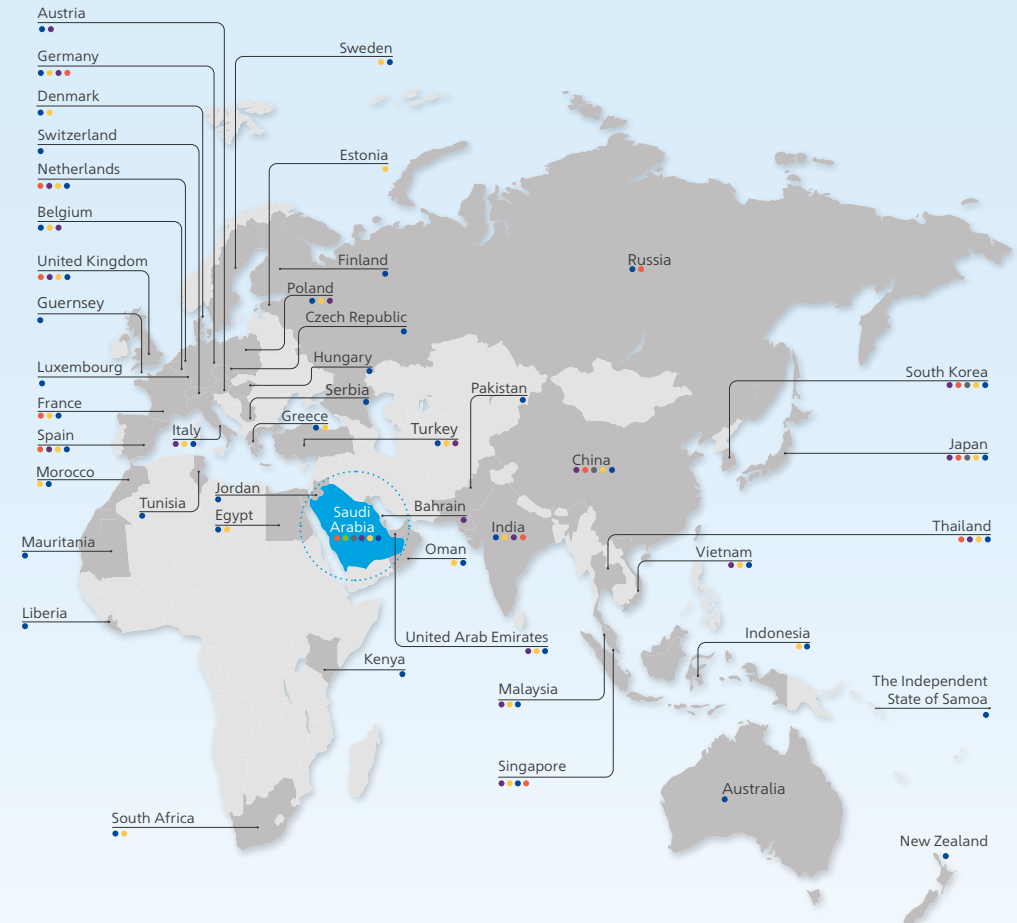 Austria
Germany
Denmark
Switzerland
Netherlands
Belgium
United Kingdom
Guernsey
Luxembourg
France
Spain
Morocco
Tunisia
Mauritania
Liberia
South Africa
Sweden
Estonia
Finland
Poland
Czech Republic
Hungary
Serbia
Greece
Italy
Turkey
Jordan
Egypt
Saudi
Arabia
Bahrain
Oman
United Arab Emirates
Kenya
Pakistan
Russia
China
India
South Korea
Japan
Thailand
Vietnam
Indonesia
Malaysia
Singapore
The Independent
State of Samoa
Australia
New Zealand